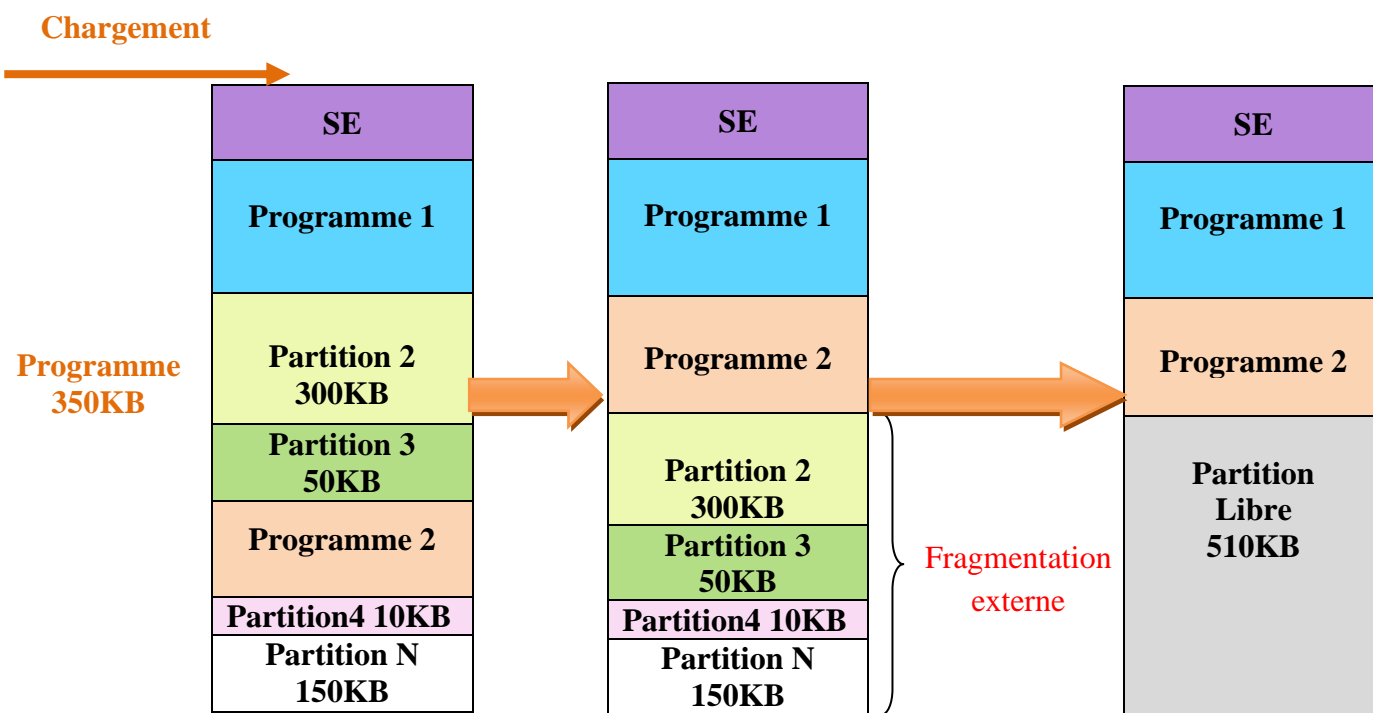 Chargement
Programme
350KB
SE
Programme 1
Partition 2
300KB
Partition 3
50KB
Programme 2
Partition4 10KB
Partition N
150KB
SE
Programme 1
Programme 2
Partition 2
300KB
Partition 3
50KB
Partition4 10KB
Partition N
150KB
Fragmentation
externe
SE
Programme 1
Programme 2
Partition
Libre
510KB